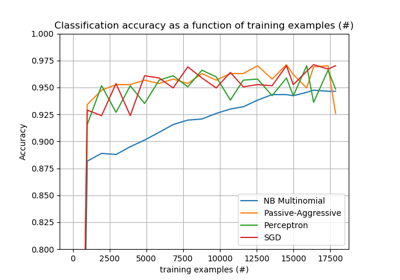 Classification accuracy as a function of training examples (#)
1.000
0.975
0.950
0.925
0.900
0.875
0.850
0.825
0.800
Accuracy
NB Multinomial
Passive-Aggressive
Perceptron
SGD
0 2500 5000 7500 10000 12500 15000 17500
training examples (#)